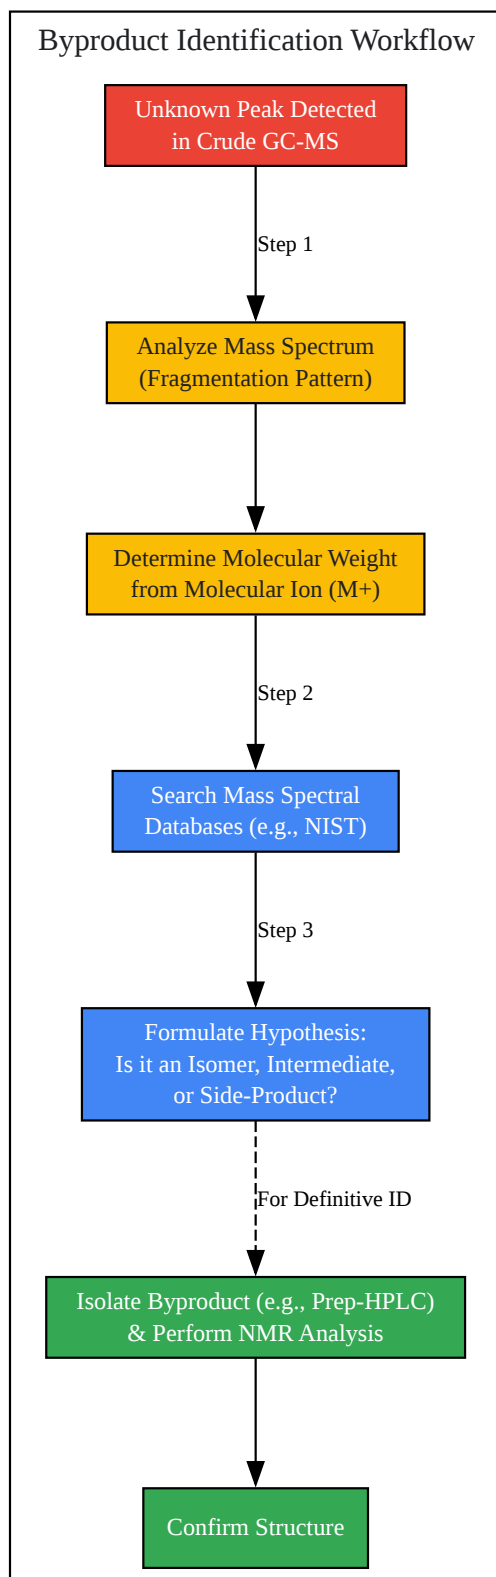 Byproduct Identification Workflow
Unknown Peak Detected
in Crude GC-MS
Step 1
Analyze Mass Spectrum
(Fragmentation Pattern)
Determine Molecular Weight
from Molecular Ion (M+)
Step 2
Search Mass Spectral
Databases (e.g., NIST)
Step 3
Formulate Hypothesis:
Is it an Isomer, Intermediate,
or Side-Product?
For Definitive ID
Isolate Byproduct (e.g., Prep-HPLC)
& Perform NMR Analysis
Confirm Structure